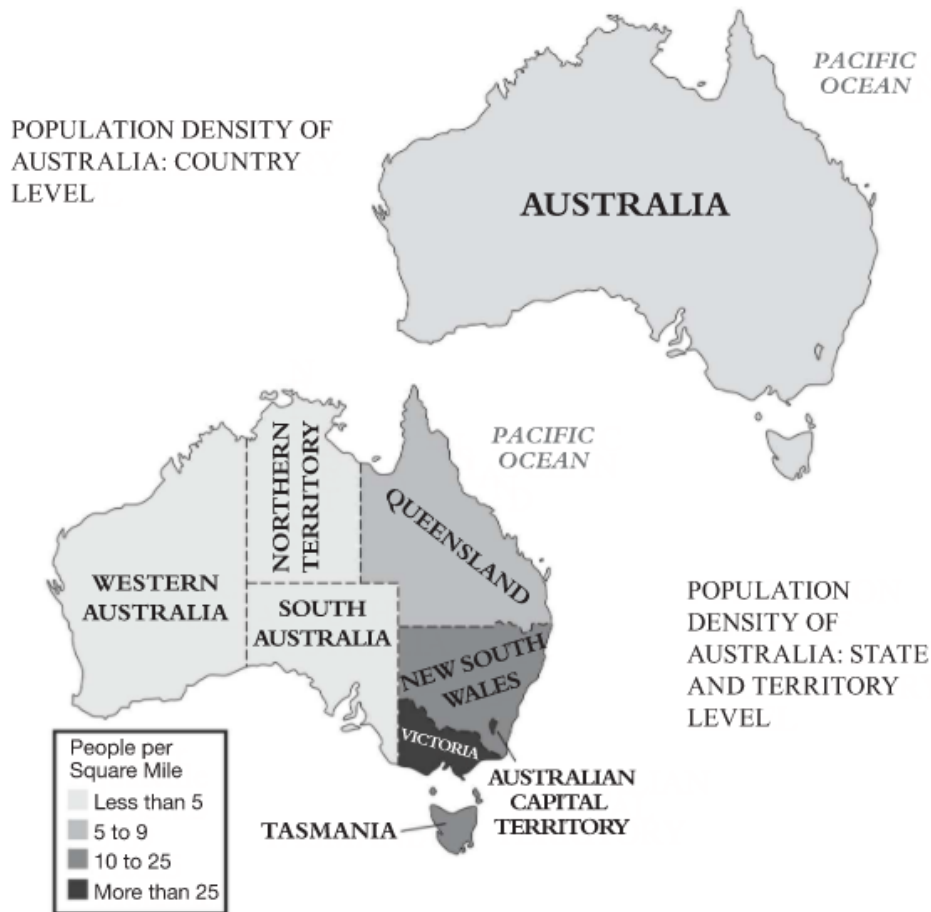 PACIFIC
OCEAN
POPULATION DENSITY OF
AUSTRALIA: COUNTRY
LEVEL
AUSTRALIA
PACIFIC
OCEAN
NORTHERN
TERRITORY
QUEENSLAND
WESTERN
AUSTRALIA
SOUTH
AUSTRALIA
POPULATION
DENSITY OF
AUSTRALIA: STATE
AND TERRITORY
LEVEL
NEW SOUTH
WALES
VICTORIA
AUSTRALIAN
CAPITAL
TERRITORY
TASMANIA
People per
Square Mile
Less than 5
5 to 9
10 to 25
More than 25